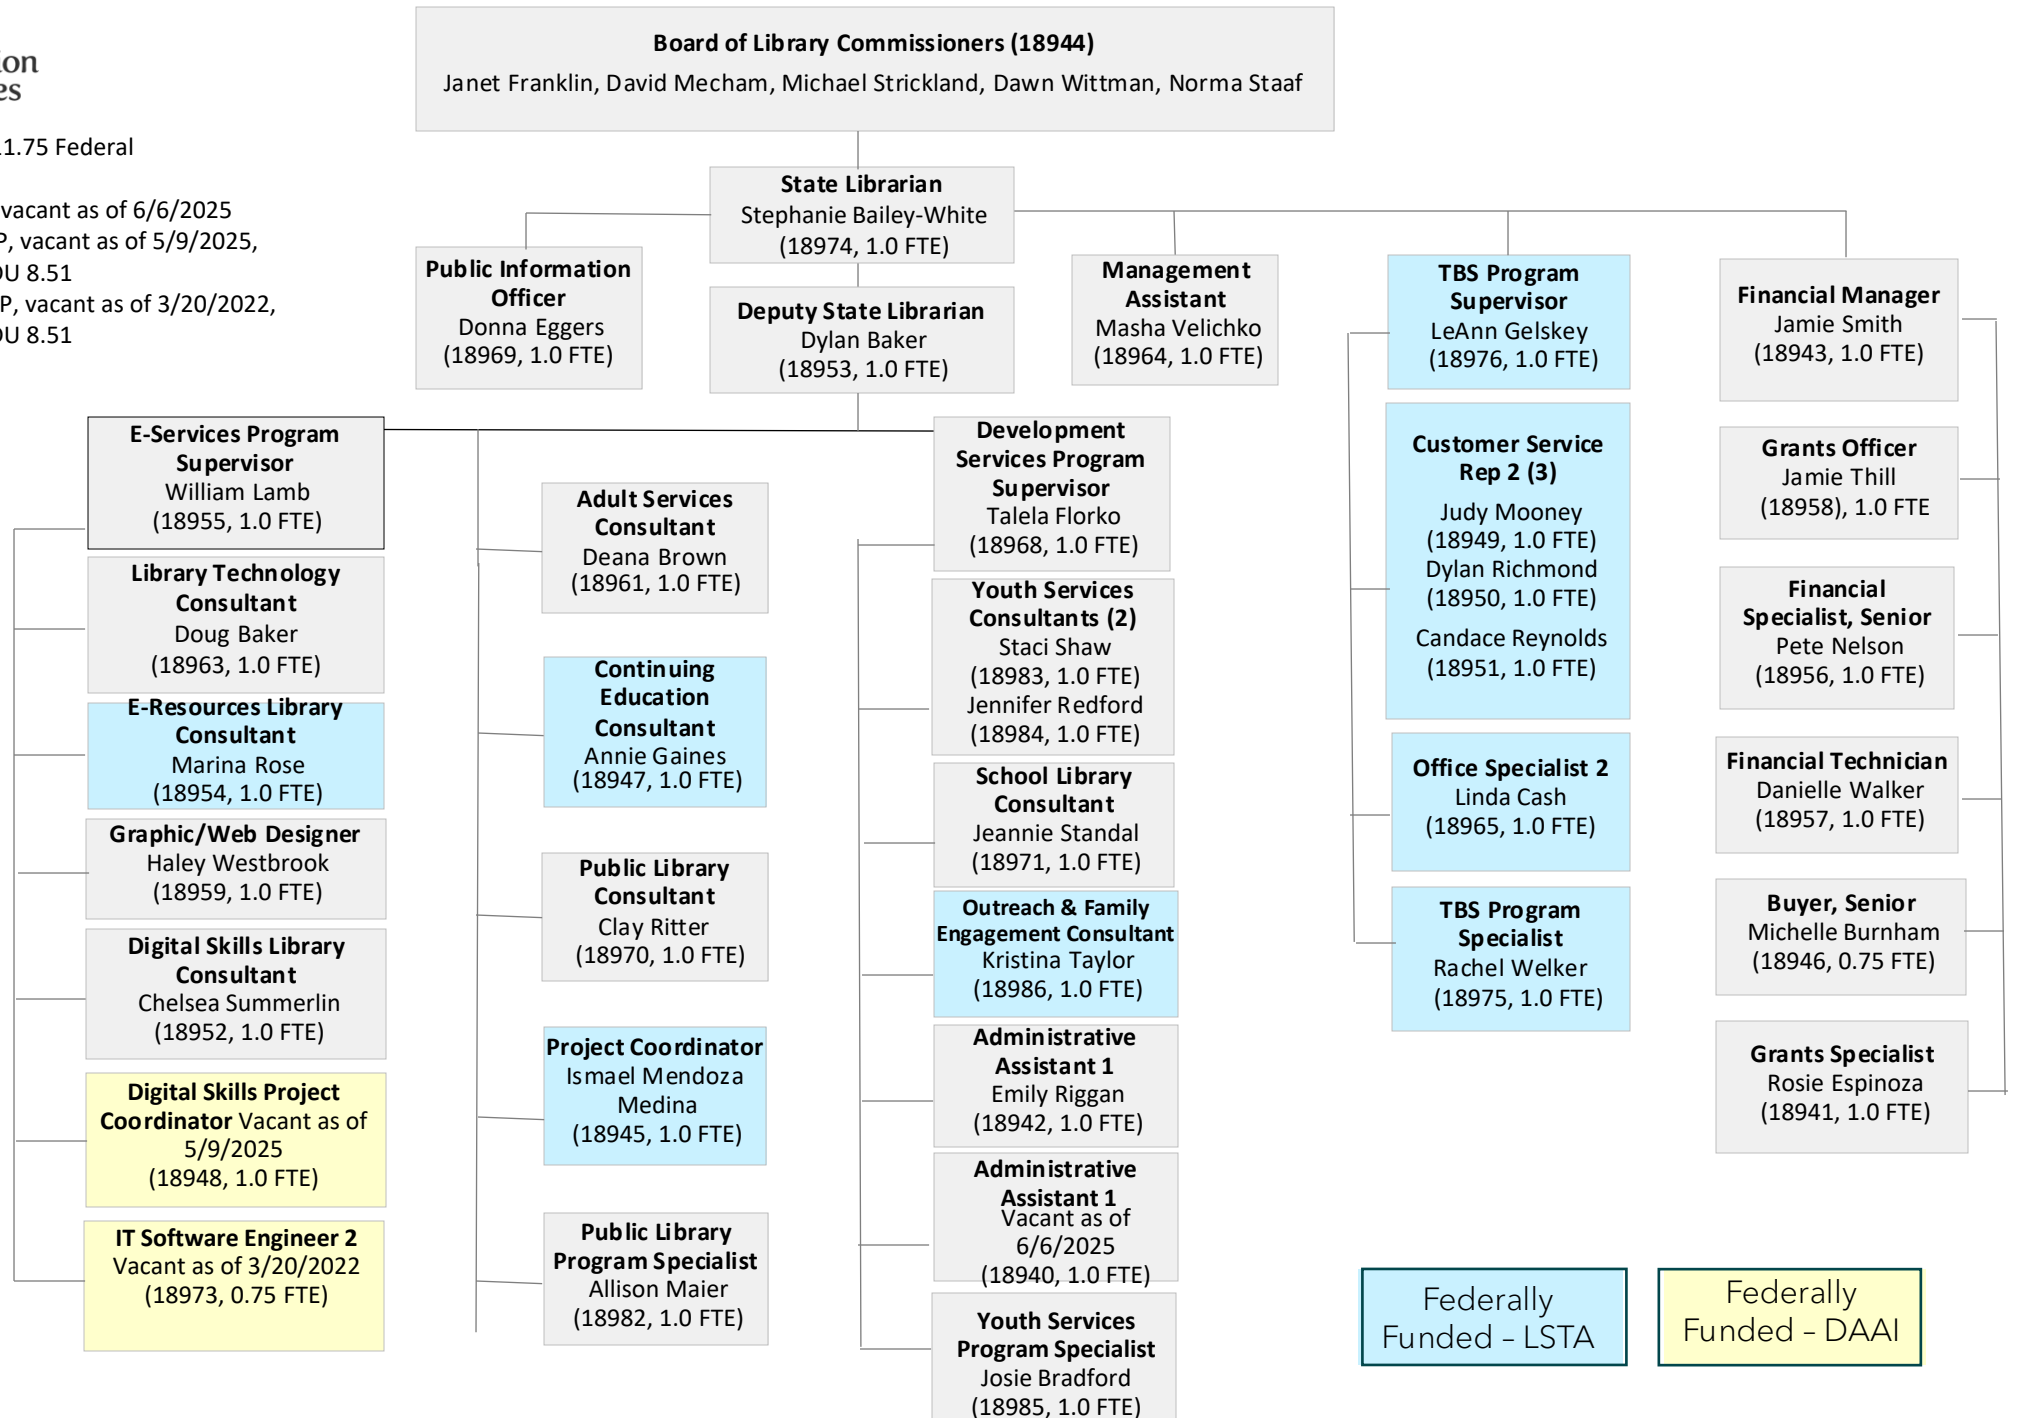 Board of Library Commissioners (18944)
Janet Franklin, David Mecham, Michael Strickland, Dawn Wittman, Norma Staaf
Federal
vacant as of 6/6/2025
vacant as of 5/9/2025,
8.51
vacant as of 3/20/2022,
8.51
State Librarian
Stephanie Bailey-White
(18974, 1.0 FTE)
Public Information
Officer
Donna Eggers
(18969, 1.0 FTE)
Deputy State Librarian
Dylan Baker
(18953, 1.0 FTE)
Management
Assistant
Masha Velichko
(18964, 1.0 FTE)
TBS Program
Supervisor
LeAnn Gelskey
(18976, 1.0 FTE)
Financial Manager
Jamie Smith
(18943, 1.0 FTE)
E-Services Program
Supervisor
William Lamb
(18955, 1.0 FTE)
Library Technology
Consultant
Doug Baker
(18963, 1.0 FTE)
E-Resources Library
Consultant
Marina Rose
(18954, 1.0 FTE)
Graphic/Web Designer
Haley Westbrook
(18959, 1.0 FTE)
Digital Skills Library
Consultant
Chelsea Summerlin
(18952, 1.0 FTE)
Digital Skills Project
Coordinator Vacant as of
5/9/2025
(18948, 1.0 FTE)
IT Software Engineer 2
Vacant as of 3/20/2022
(18973, 0.75 FTE)
Adult Services
Consultant
Deana Brown
(18961, 1.0 FTE)
Continuing
Education
Consultant
Annie Gaines
(18947, 1.0 FTE)
Public Library
Consultant
Clay Ritter
(18970, 1.0 FTE)
Project Coordinator
Ismael Mendoza
Medina
(18945, 1.0 FTE)
Public Library
Program Specialist
Allison Maier
(18982, 1.0 FTE)
Development
Services Program
Supervisor
Talela Florko
(18968, 1.0 FTE)
Youth Services
Consultants (2)
Staci Shaw
(18983, 1.0 FTE)
Jennifer Redford
(18984, 1.0 FTE)
School Library
Consultant
Jeannie Standal
(18971, 1.0 FTE)
Outreach & Family
Engagement Consultant
Kristina Taylor
(18986, 1.0 FTE)
Administrative
Assistant 1
Emily Riggan
(18942, 1.0 FTE)
Administrative
Assistant 1
Vacant as of
6/6/2025
(18940, 1.0 FTE)
Youth Services
Program Specialist
Josie Bradford
(18985, 1.0 FTE)
Customer Service
Rep 2 (3)
Judy Mooney
(18949, 1.0 FTE)
Dylan Richmond
(18950, 1.0 FTE)
Candace Reynolds
(18951, 1.0 FTE)
Office Specialist 2
Linda Cash
(18965, 1.0 FTE)
TBS Program
Specialist
Rachel Welker
(18975, 1.0 FTE)
Grants Officer
Jamie Thill
(18958), 1.0 FTE
Financial
Specialist, Senior
Pete Nelson
(18956, 1.0 FTE)
Financial Technician
Danielle Walker
(18957, 1.0 FTE)
Buyer, Senior
Michelle Burnham
(18946, 0.75 FTE)
Grants Specialist
Rosie Espinoza
(18941, 1.0 FTE)
Federally
Funded - LSTA
Federally
Funded - DAAI